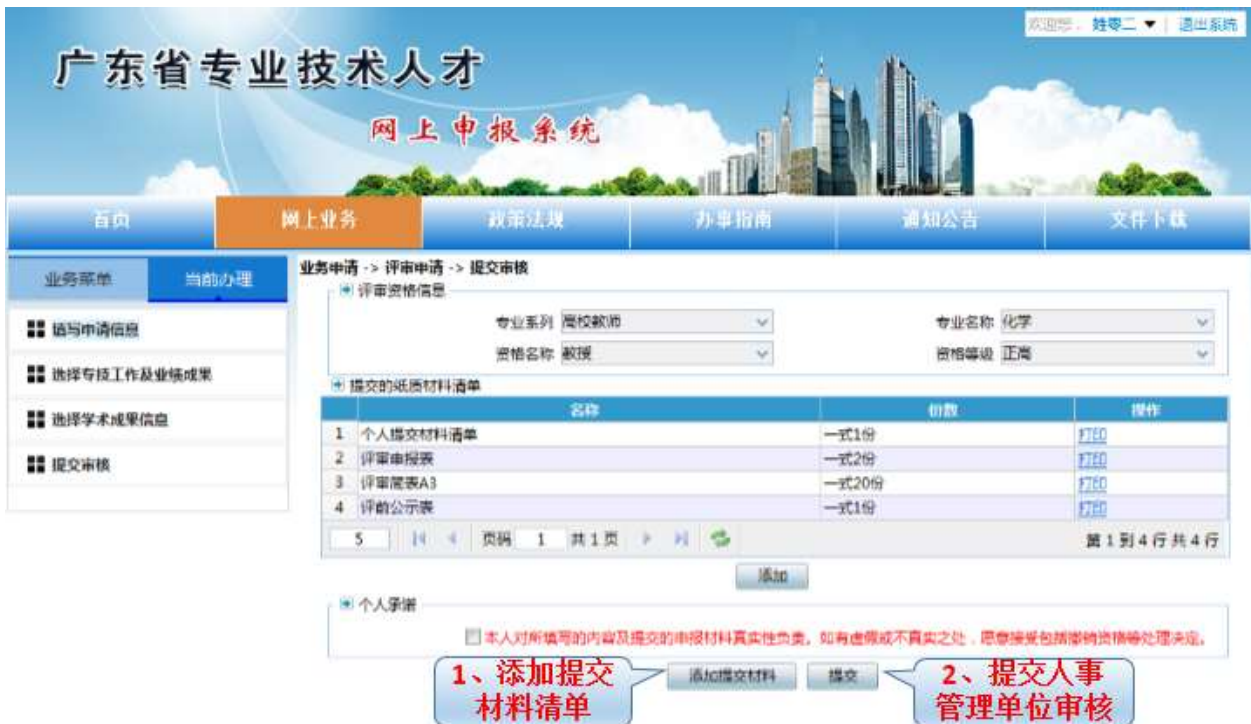 欢迎您： 姓零二 ▼ | 退出系统
广东省专业技术人才
网上申报系统
首页 网上业务 政策法规 办事指南 通知公告 文件下载
业务菜单 当前办理
填写申请信息
选择专技工作及业绩成果
选择学术成果信息
提交审核
业务申请 -> 评审申请 -> 提交审核
评审资格信息
专业系列 高校教师 专业名称 化学
资格名称 教授 资格等级 正高
提交的纸质材料清单
名称 份数 操作
1 个人提交材料清单 一式1份 打印
2 评审申报表 一式2份 打印
3 评审简表A3 一式20份 打印
4 评前公示表 一式1份 打印
5 页码 1 共1页 第1到4行共4行
添加
个人承诺
本人对所填写的内容及提交的申报材料真实性负责，如有虚假或不真实之处，愿意接受包括撤销资格等处理决定。
1、添加提交
材料清单
添加提交材料 提交
2、提交人事
管理单位审核